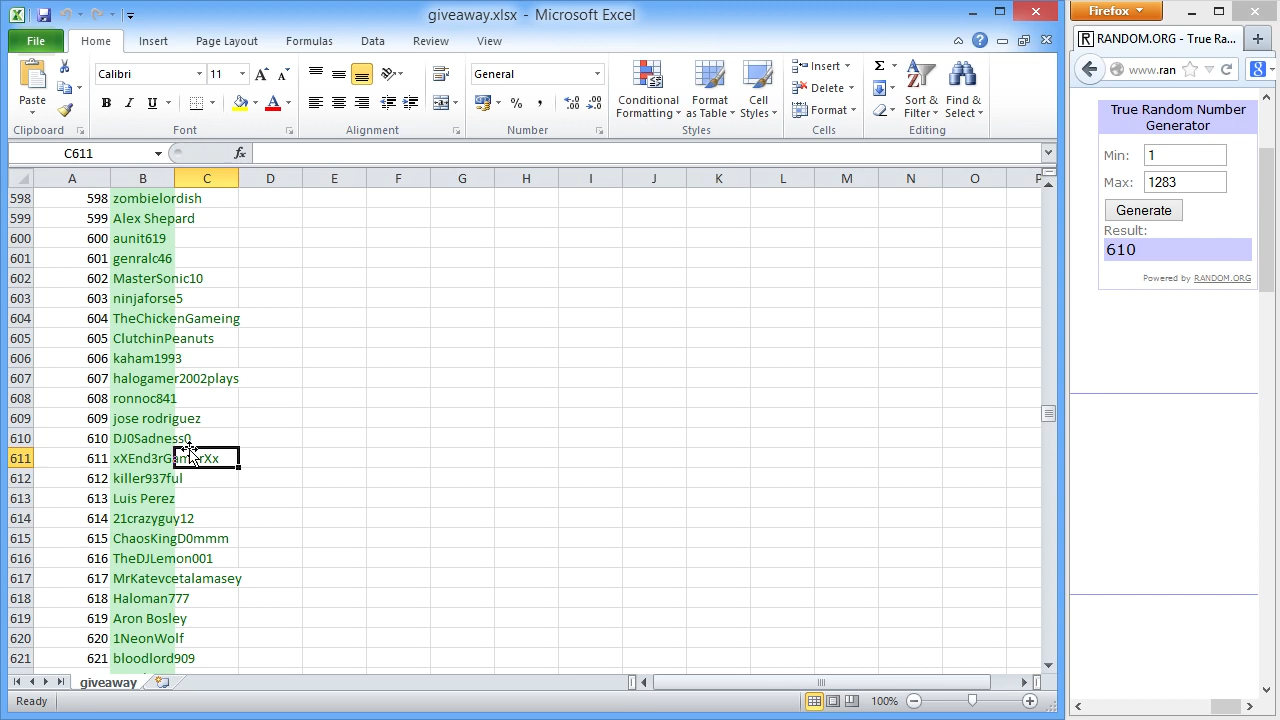 giveaway.xlsx - Microsoft Excel
File Home Insert Page Layout Formulas Data Review View
Paste
Calibri 11
B I U
General
Conditional Formatting
Format as Table
Cell Styles
Insert
Delete
Format
Sort & Filter
Find & Select
Clipboard Font Alignment Number Styles Cells Editing
C611 fx
A B C D E F G H I J K L M N O P
598 598 zombielordish
599 599 Alex Shepard
600 600 aunit619
601 601 genralc46
602 602 MasterSonic10
603 603 ninjaforse5
604 604 TheChickenGameing
605 605 ClutchinPeanuts
606 606 kaham1993
607 607 halogamer2002plays
608 608 ronnoc841
609 609 jose rodriguez
610 610 DJ0Sadness0
611 611 xXEnd3rGamerXx
612 612 killer937ful
613 613 Luis Perez
614 614 21crazyguy12
615 615 ChaosKingD0mmm
616 616 TheDJLemon001
617 617 MrKatevcetalamasey
618 618 Haloman777
619 619 Aron Bosley
620 620 1NeonWolf
621 621 bloodlord909
giveaway
Ready 100%
Firefox
RANDOM.ORG - True Ra...
www.ran
True Random Number
Generator
Min: 1
Max: 1283
Generate
Result:
610
Powered by RANDOM.ORG